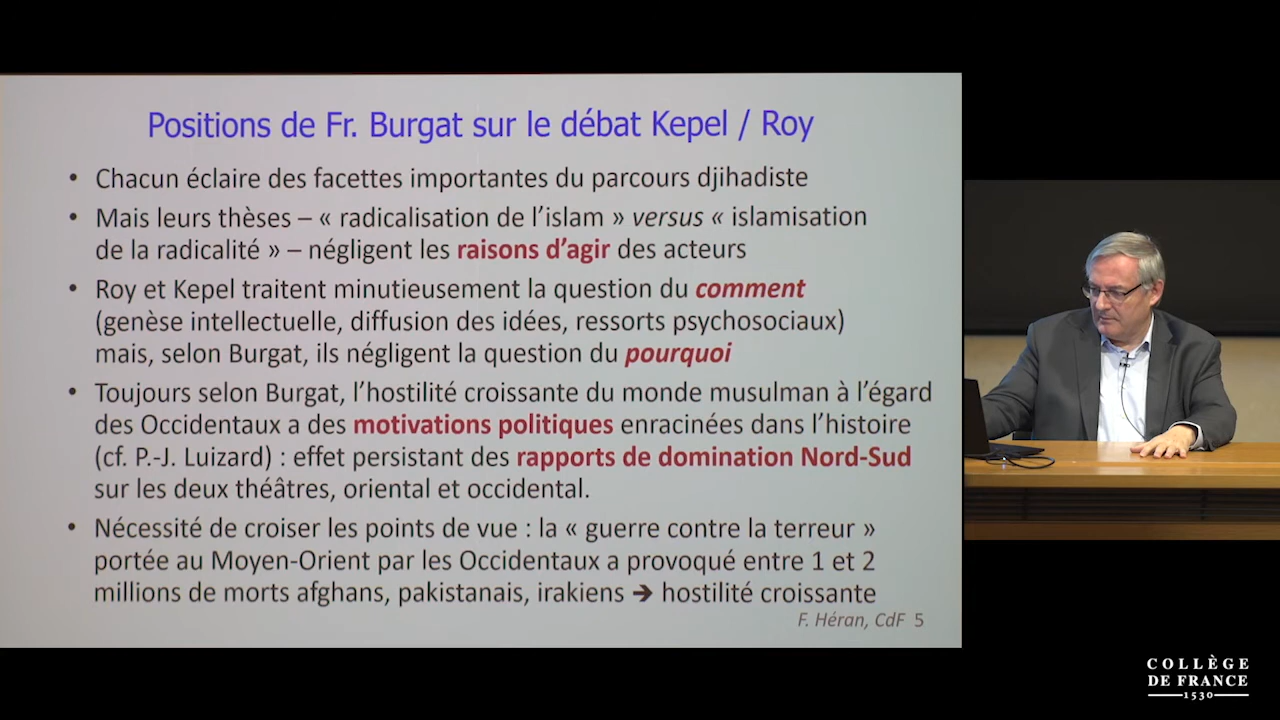 Positions de Fr. Burgat sur le débat Kepel / Roy
• Chacun éclaire des facettes importantes du parcours djihadiste
• Mais leurs thèses – « radicalisation de l’islam » versus « islamisation
de la radicalité » – négligent les raisons d’agir des acteurs
• Roy et Kepel traitent minutieusement la question du comment
(genèse intellectuelle, diffusion des idées, ressorts psychosociaux)
mais, selon Burgat, ils négligent la question du pourquoi
• Toujours selon Burgat, l’hostilité croissante du monde musulman à l’égard
des Occidentaux a des motivations politiques enracinées dans l’histoire
(cf. P.-J. Luizard) : effet persistant des rapports de domination Nord-Sud
sur les deux théâtres, oriental et occidental.
• Nécessité de croiser les points de vue : la « guerre contre la terreur »
portée au Moyen-Orient par les Occidentaux a provoqué entre 1 et 2
millions de morts afghans, pakistanais, irakiens ➔ hostilité croissante
F. Héran, CdF 5
COLLÈGE
DE FRANCE
1530